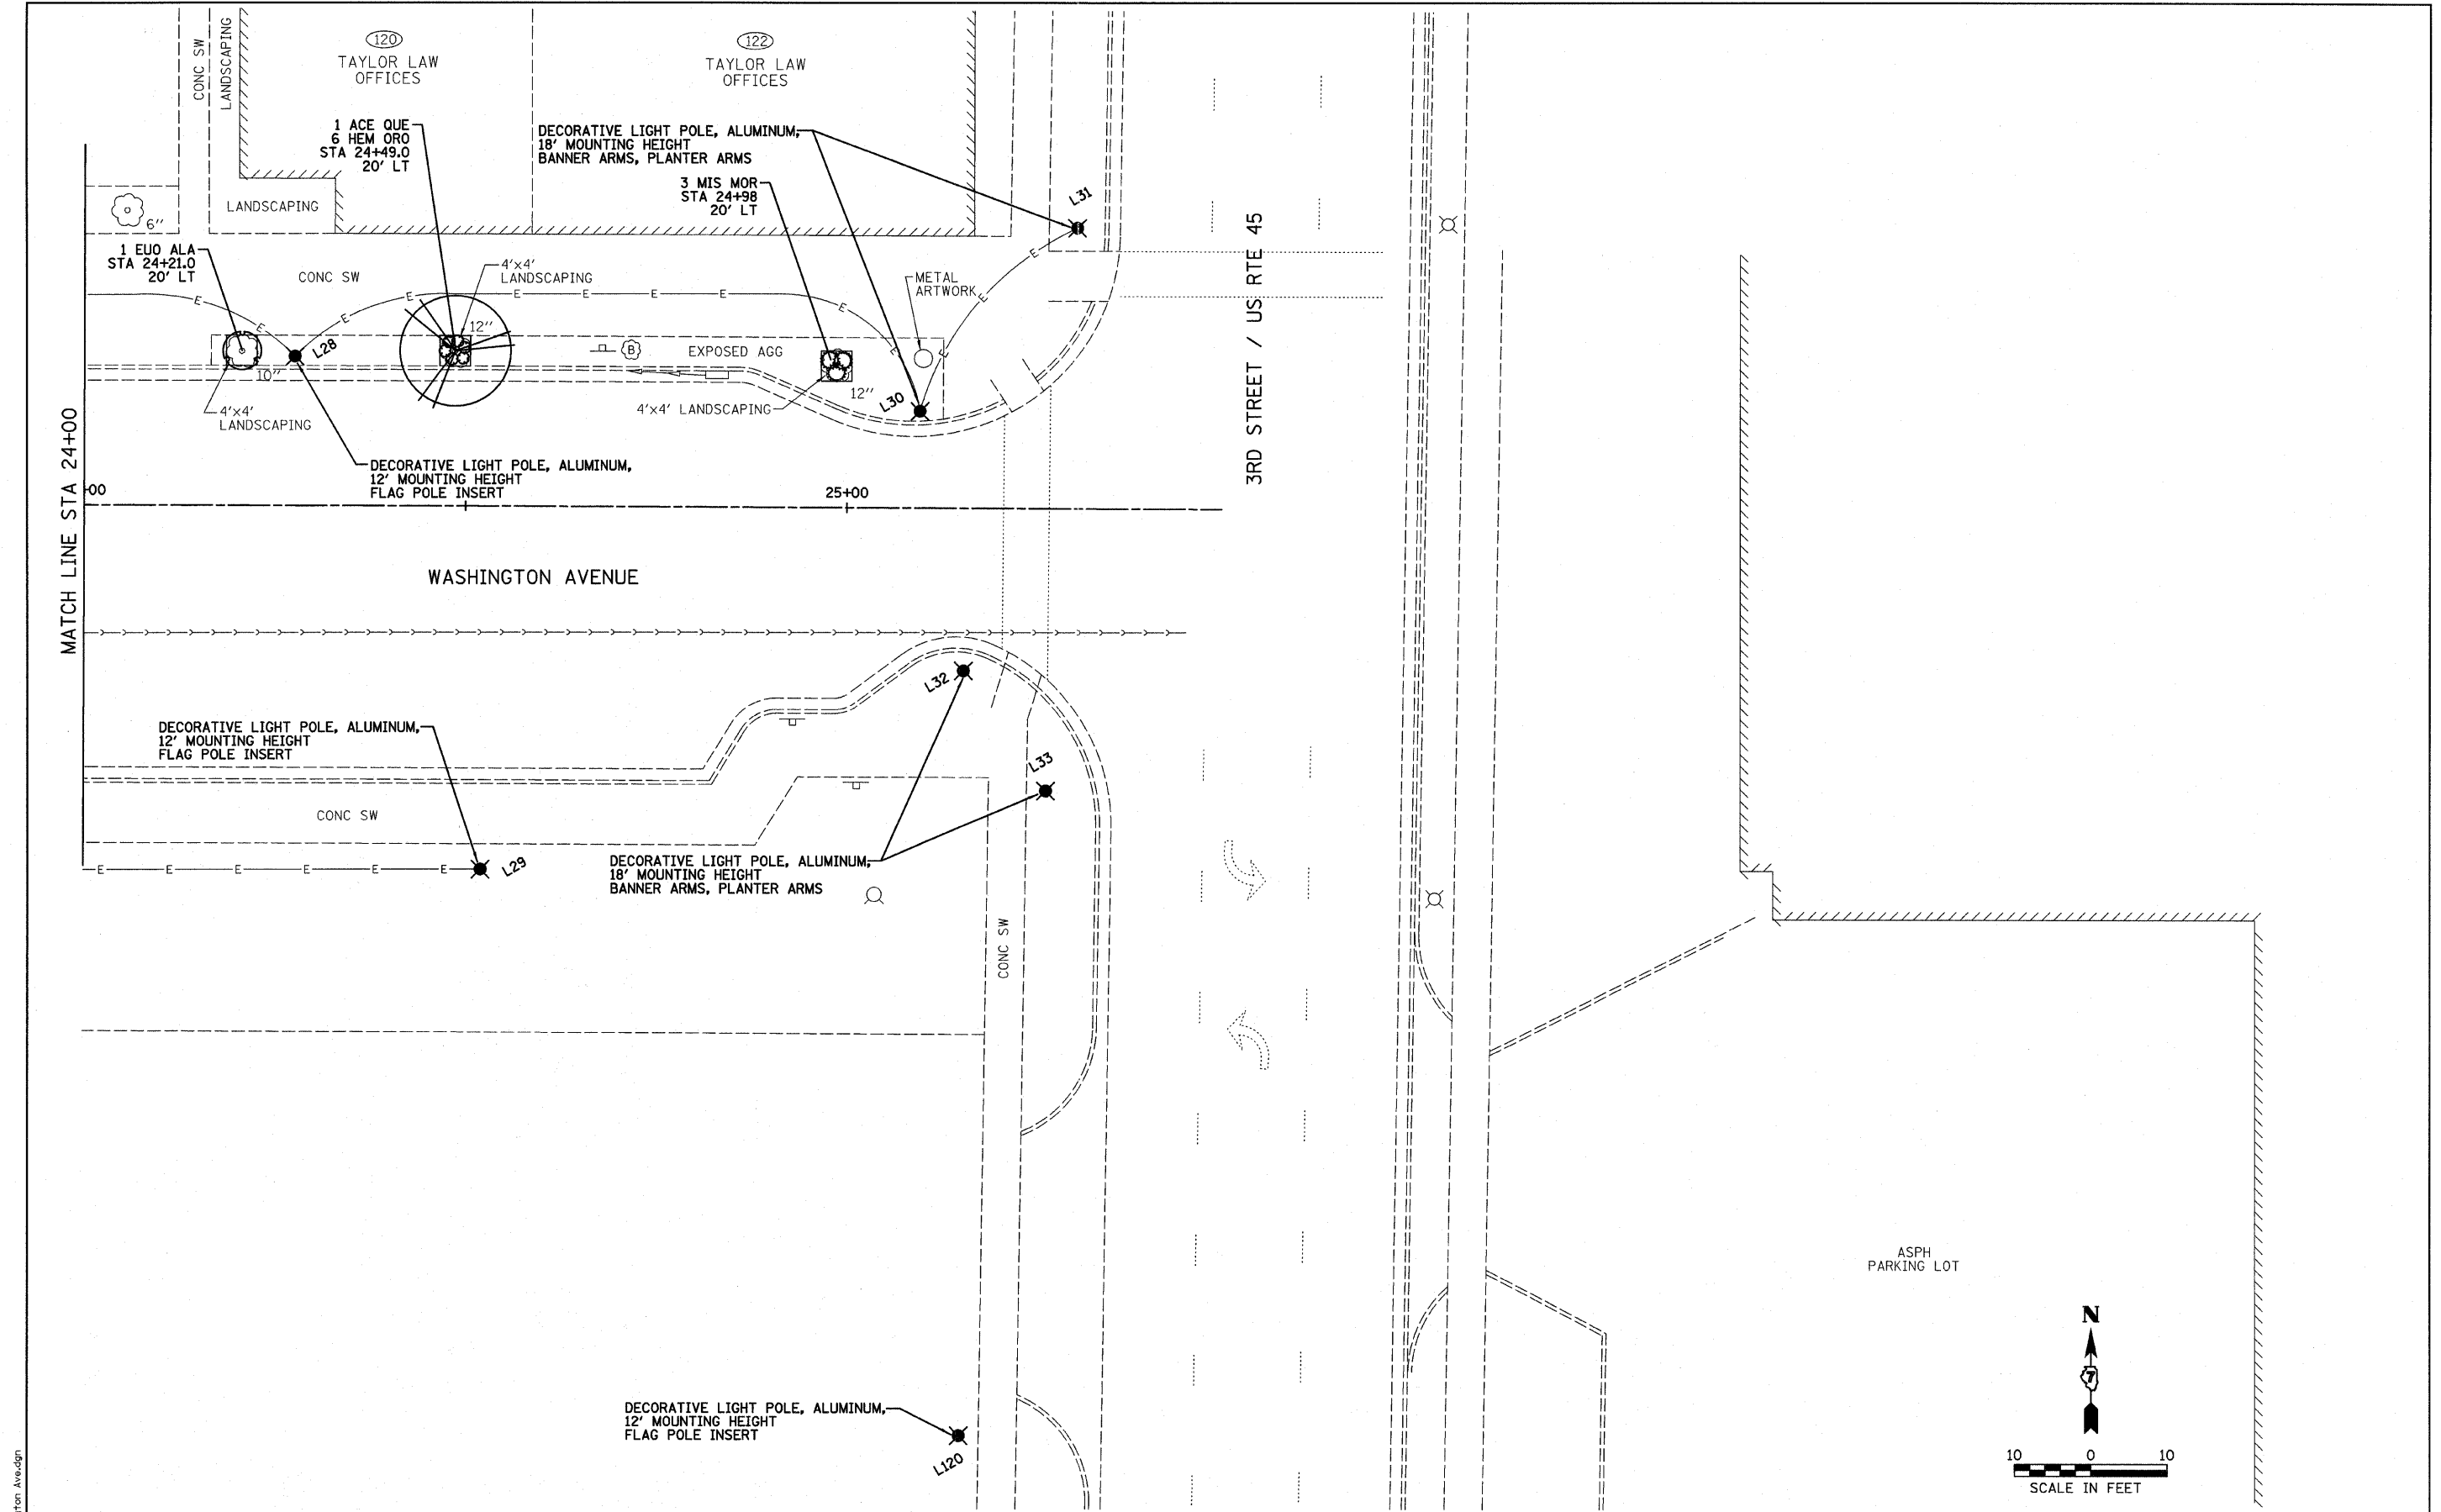 CONC SW
LANDSCAPING
120
TAYLOR LAW
OFFICES
122
TAYLOR LAW
OFFICES
1 ACE QUE
6 HEM ORO
STA 24+49.0
20' LT
DECORATIVE LIGHT POLE, ALUMINUM,
18' MOUNTING HEIGHT
BANNER ARMS, PLANTER ARMS
3 MIS MOR
STA 24+98
20' LT
L31
LANDSCAPING
6''
1 EUO ALA
STA 24+21.0
20' LT
CONC SW
4'x4'
LANDSCAPING
METAL
ARTWORK
E
E
E
E
E
E
E
E
E
E
E
E
E
12''
L28
B
EXPOSED AGG
10''
12''
L30
4'x4'
LANDSCAPING
4'x4' LANDSCAPING
3RD STREET / US RTE 45
DECORATIVE LIGHT POLE, ALUMINUM,
12' MOUNTING HEIGHT
FLAG POLE INSERT
MATCH LINE STA 24+00
+00
25+00
WASHINGTON AVENUE
L32
DECORATIVE LIGHT POLE, ALUMINUM,
12' MOUNTING HEIGHT
FLAG POLE INSERT
L33
CONC SW
E
E
E
E
E
E
L29
DECORATIVE LIGHT POLE, ALUMINUM,
18' MOUNTING HEIGHT
BANNER ARMS, PLANTER ARMS
CONC SW
ASPH
PARKING LOT
N
7
DECORATIVE LIGHT POLE, ALUMINUM,
12' MOUNTING HEIGHT
FLAG POLE INSERT
L120
10 0 10
SCALE IN FEET
Ave.dgn